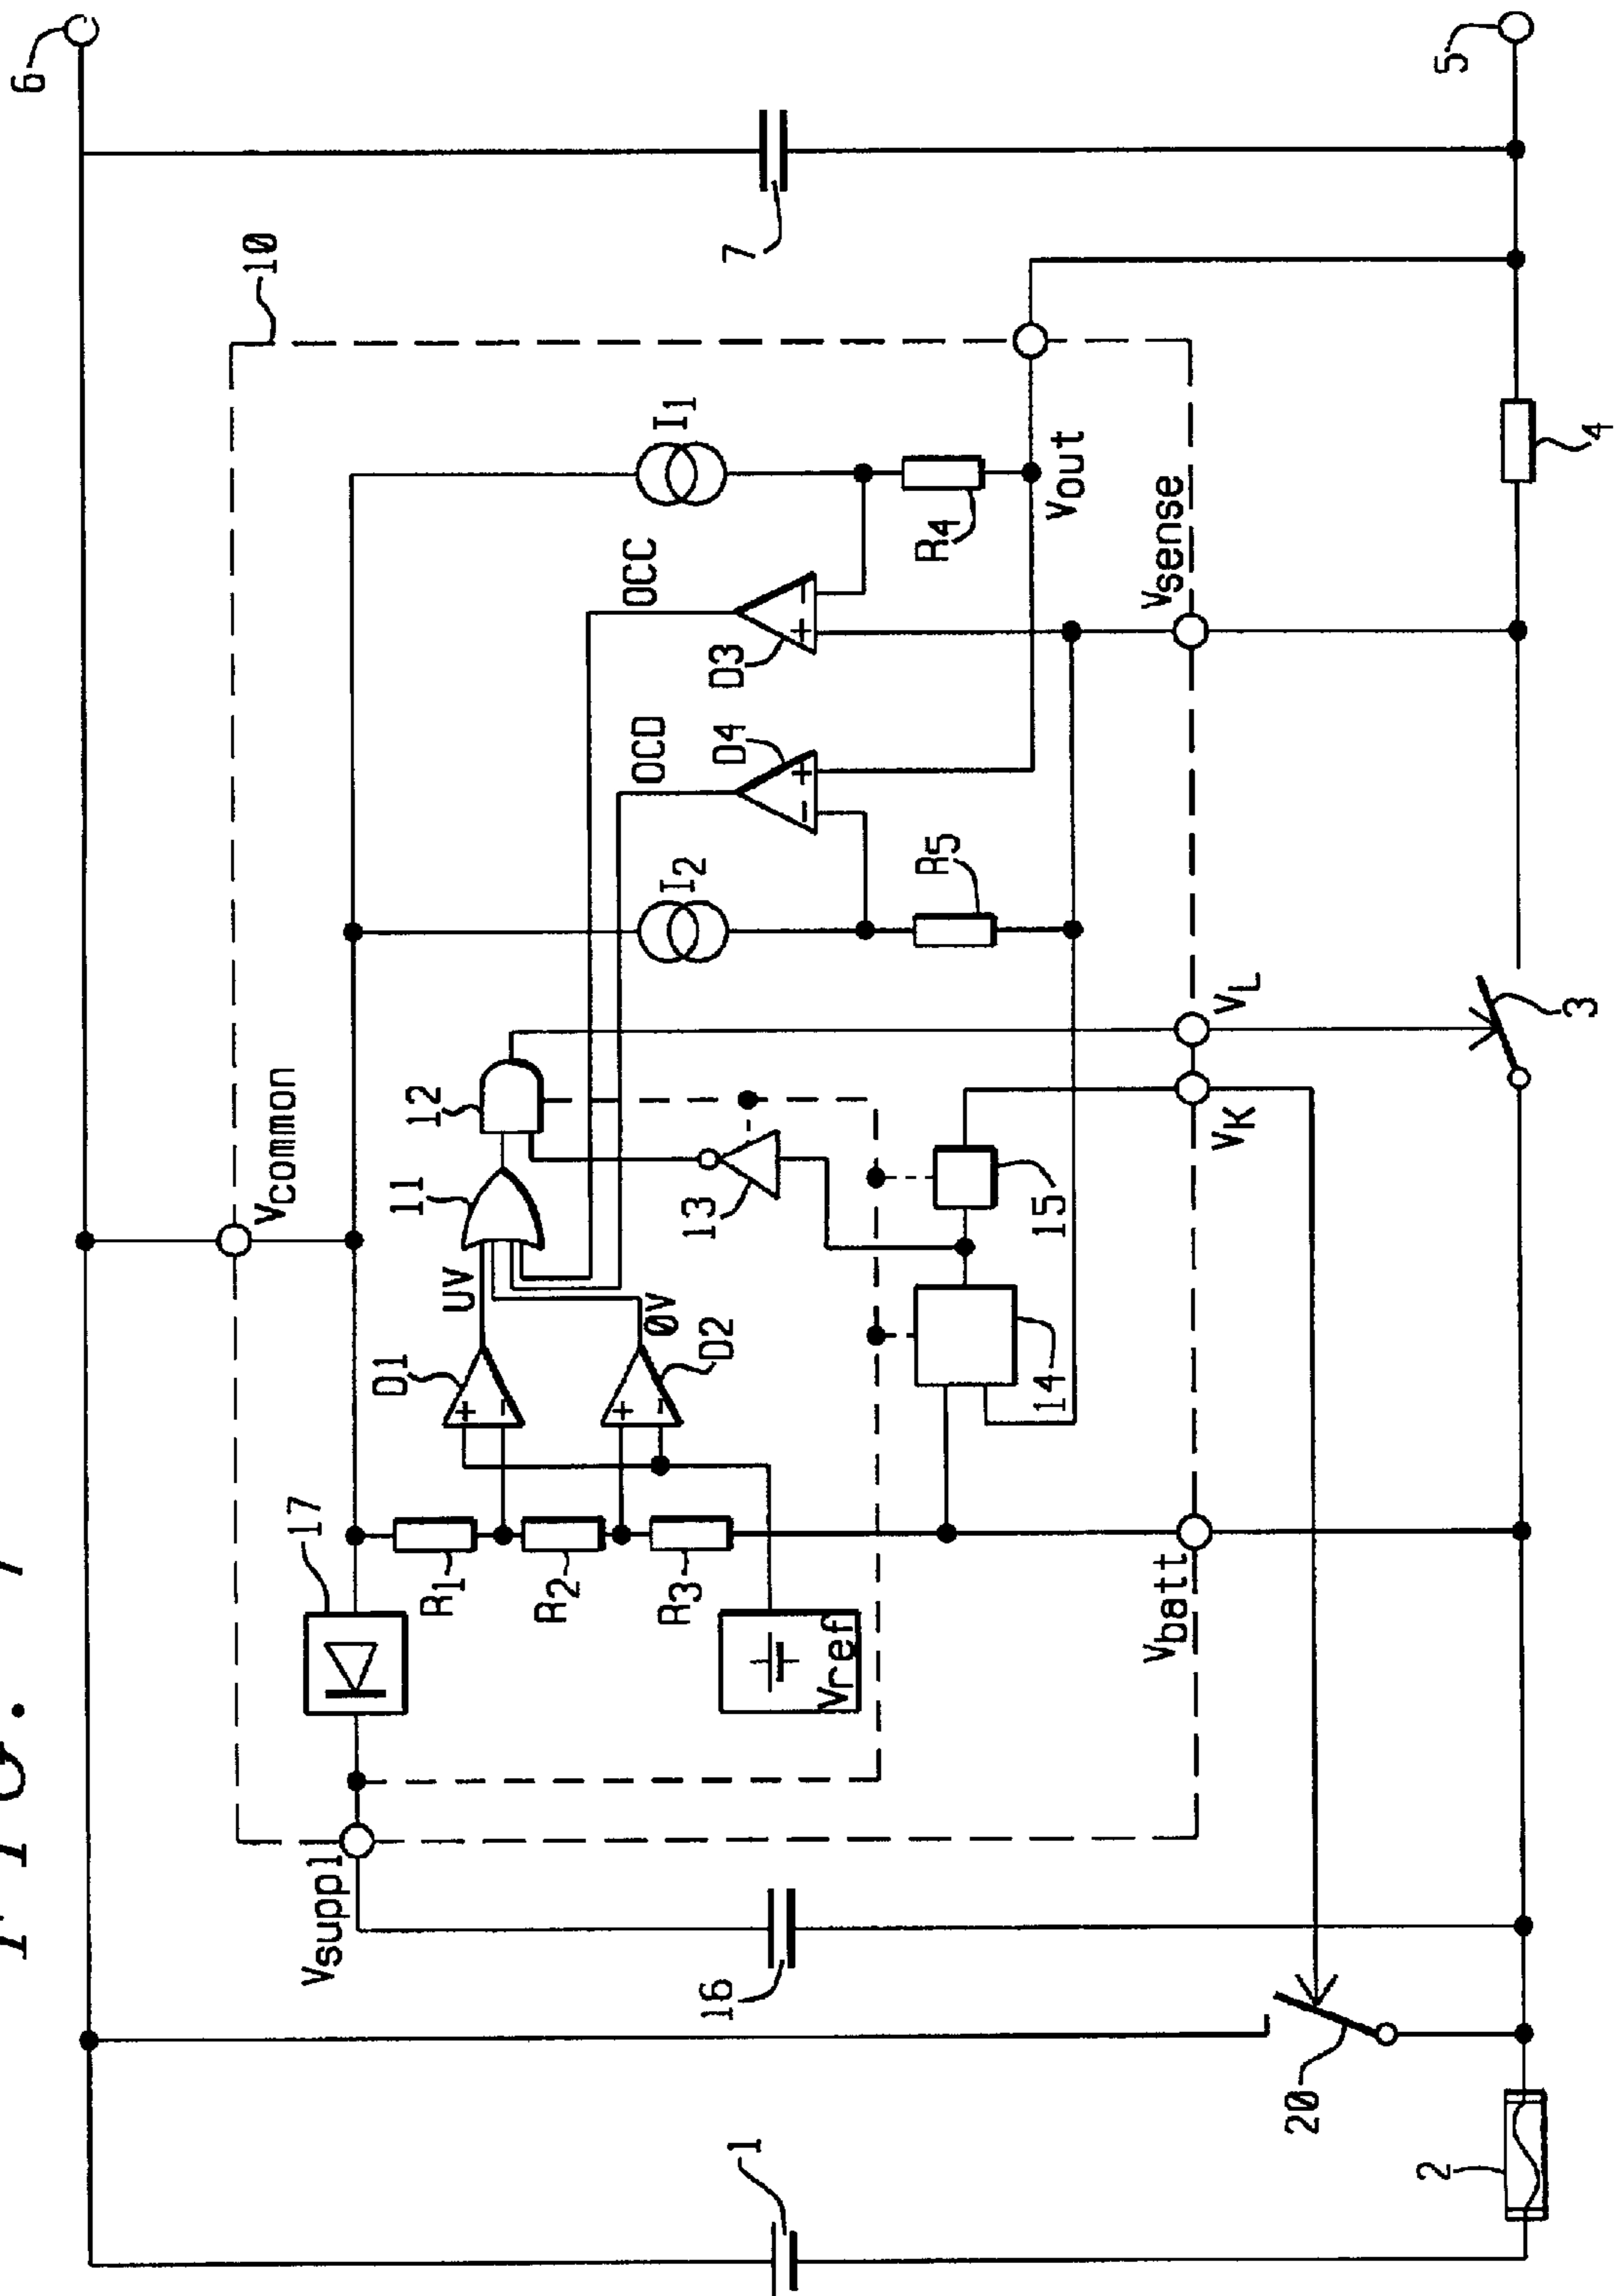 FIG.
6
10
Vcommon
Vsuppl
17
D1
11
12
R1
UV
+
-
R2
OCC
OCD
ØV
I1
I2
R3
+
-
D2
13
D4
D3
16
1
7
- +
+ -
Vref
R5
R4
14
15
Vout
Vbatt
Vsense
VK
VL
20
2
5
3
4